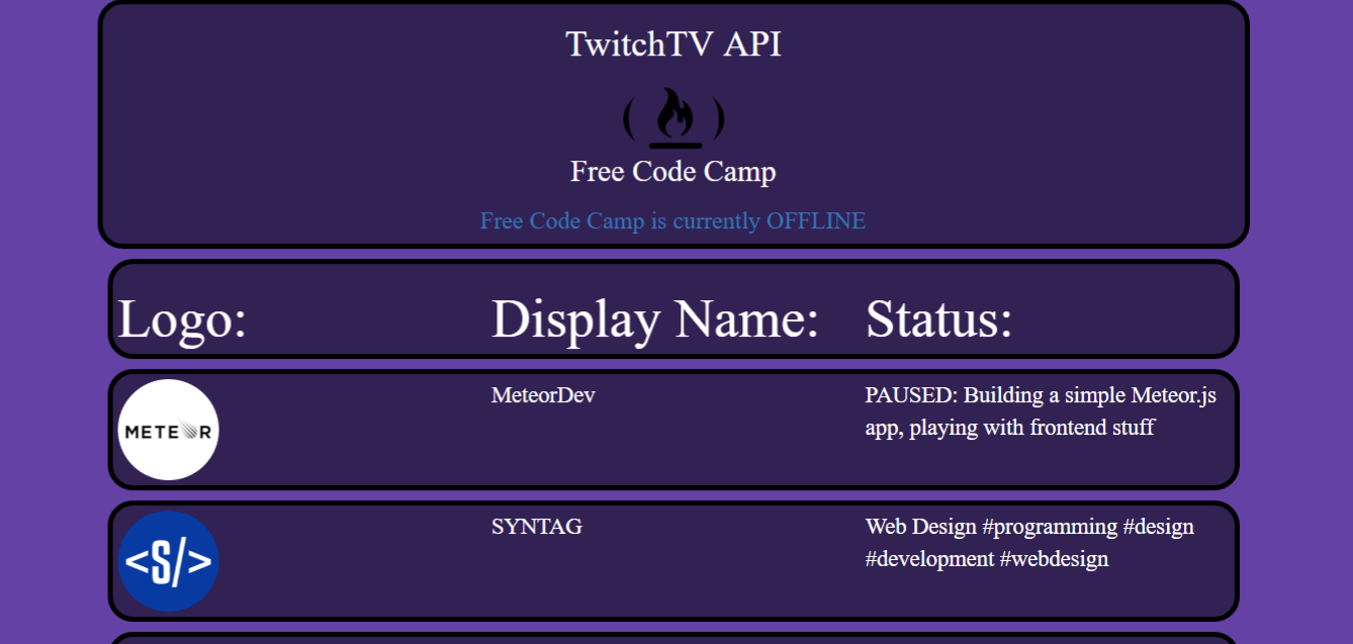 TwitchTV API
Free Code Camp
Free Code Camp is currently OFFLINE
Logo: Display Name: Status:
METEOR
MeteorDev
PAUSED: Building a simple Meteor.js
app, playing with frontend stuff
<S/>
SYNTAG
Web Design #programming #design
#development #webdesign